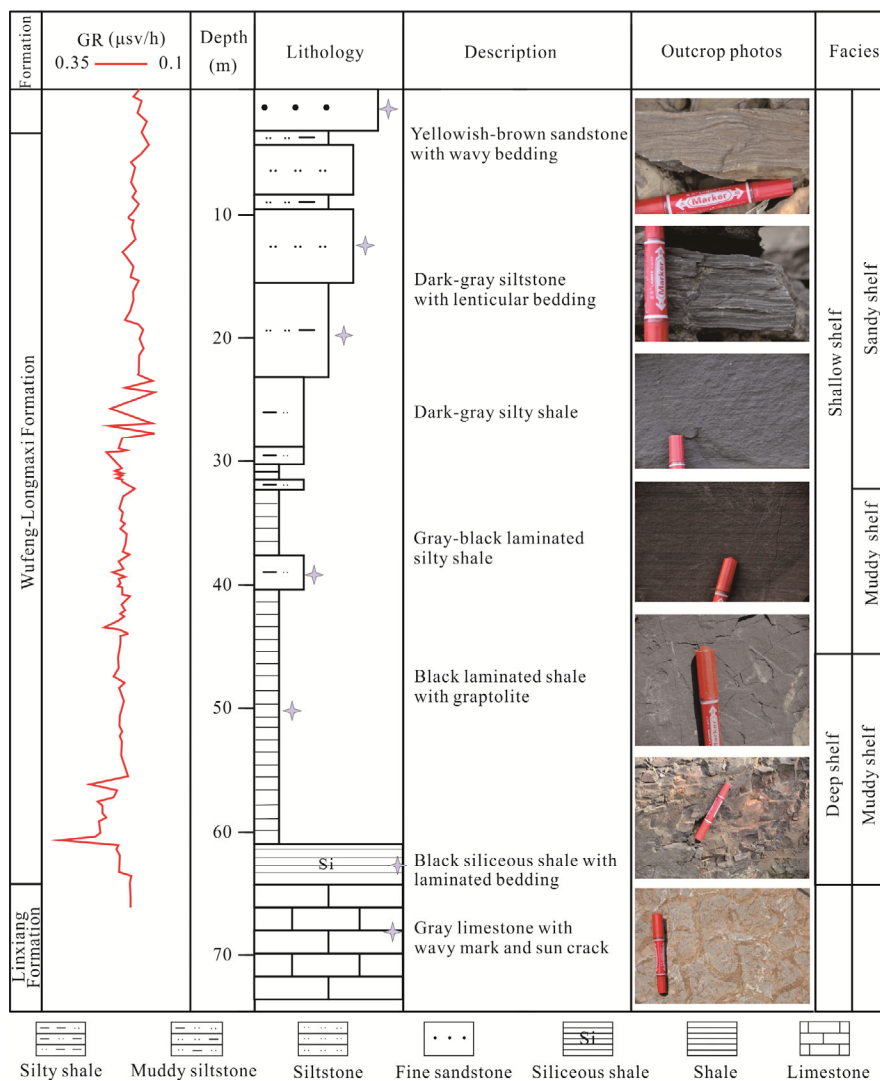 Formation
GR (μsv/h)
0.35
0.1
Depth
(m)
Lithology
Description
Outcrop photos
Facies
Wufeng-Longmaxi Formation
Linxiang
Formation
10
20
30
40
50
60
70
Si
Yellowish-brown sandstone
with wavy bedding
Dark-gray siltstone
with lenticular bedding
Dark-gray silty shale
Gray-black laminated
silty shale
Black laminated shale
with graptolite
Black siliceous shale with
laminated bedding
Gray limestone with
wavy mark and sun crack
Marker
Marker
Marker
Shallow shelf
Deep shelf
Sandy shelf
Muddy shelf
Muddy shelf
Si
Silty shale
Muddy siltstone
Siltstone
Fine sandstone
Siliceous shale
Shale
Limestone